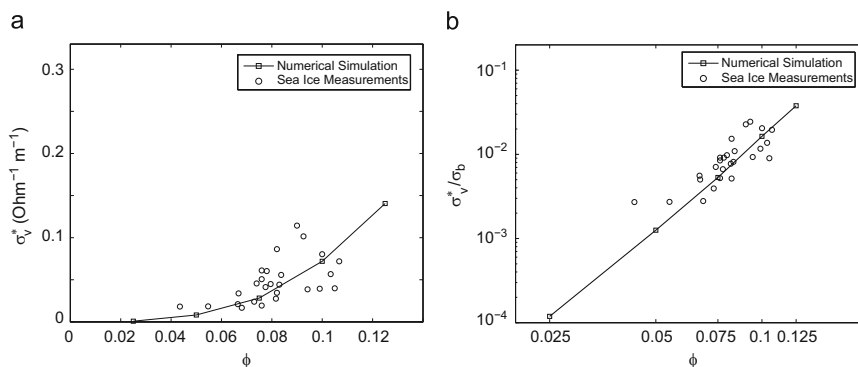 a
σᵥ* (Ohm⁻¹ m⁻¹)
0.3
0.2
0.1
0
Numerical Simulation
Sea Ice Measurements
0 0.02 0.04 0.06 0.08 0.1 0.12
ϕ
b
σᵥ*/σ_b
10⁻¹
10⁻²
10⁻³
10⁻⁴
Numerical Simulation
Sea Ice Measurements
0.025 0.05 0.075 0.1 0.125
ϕ